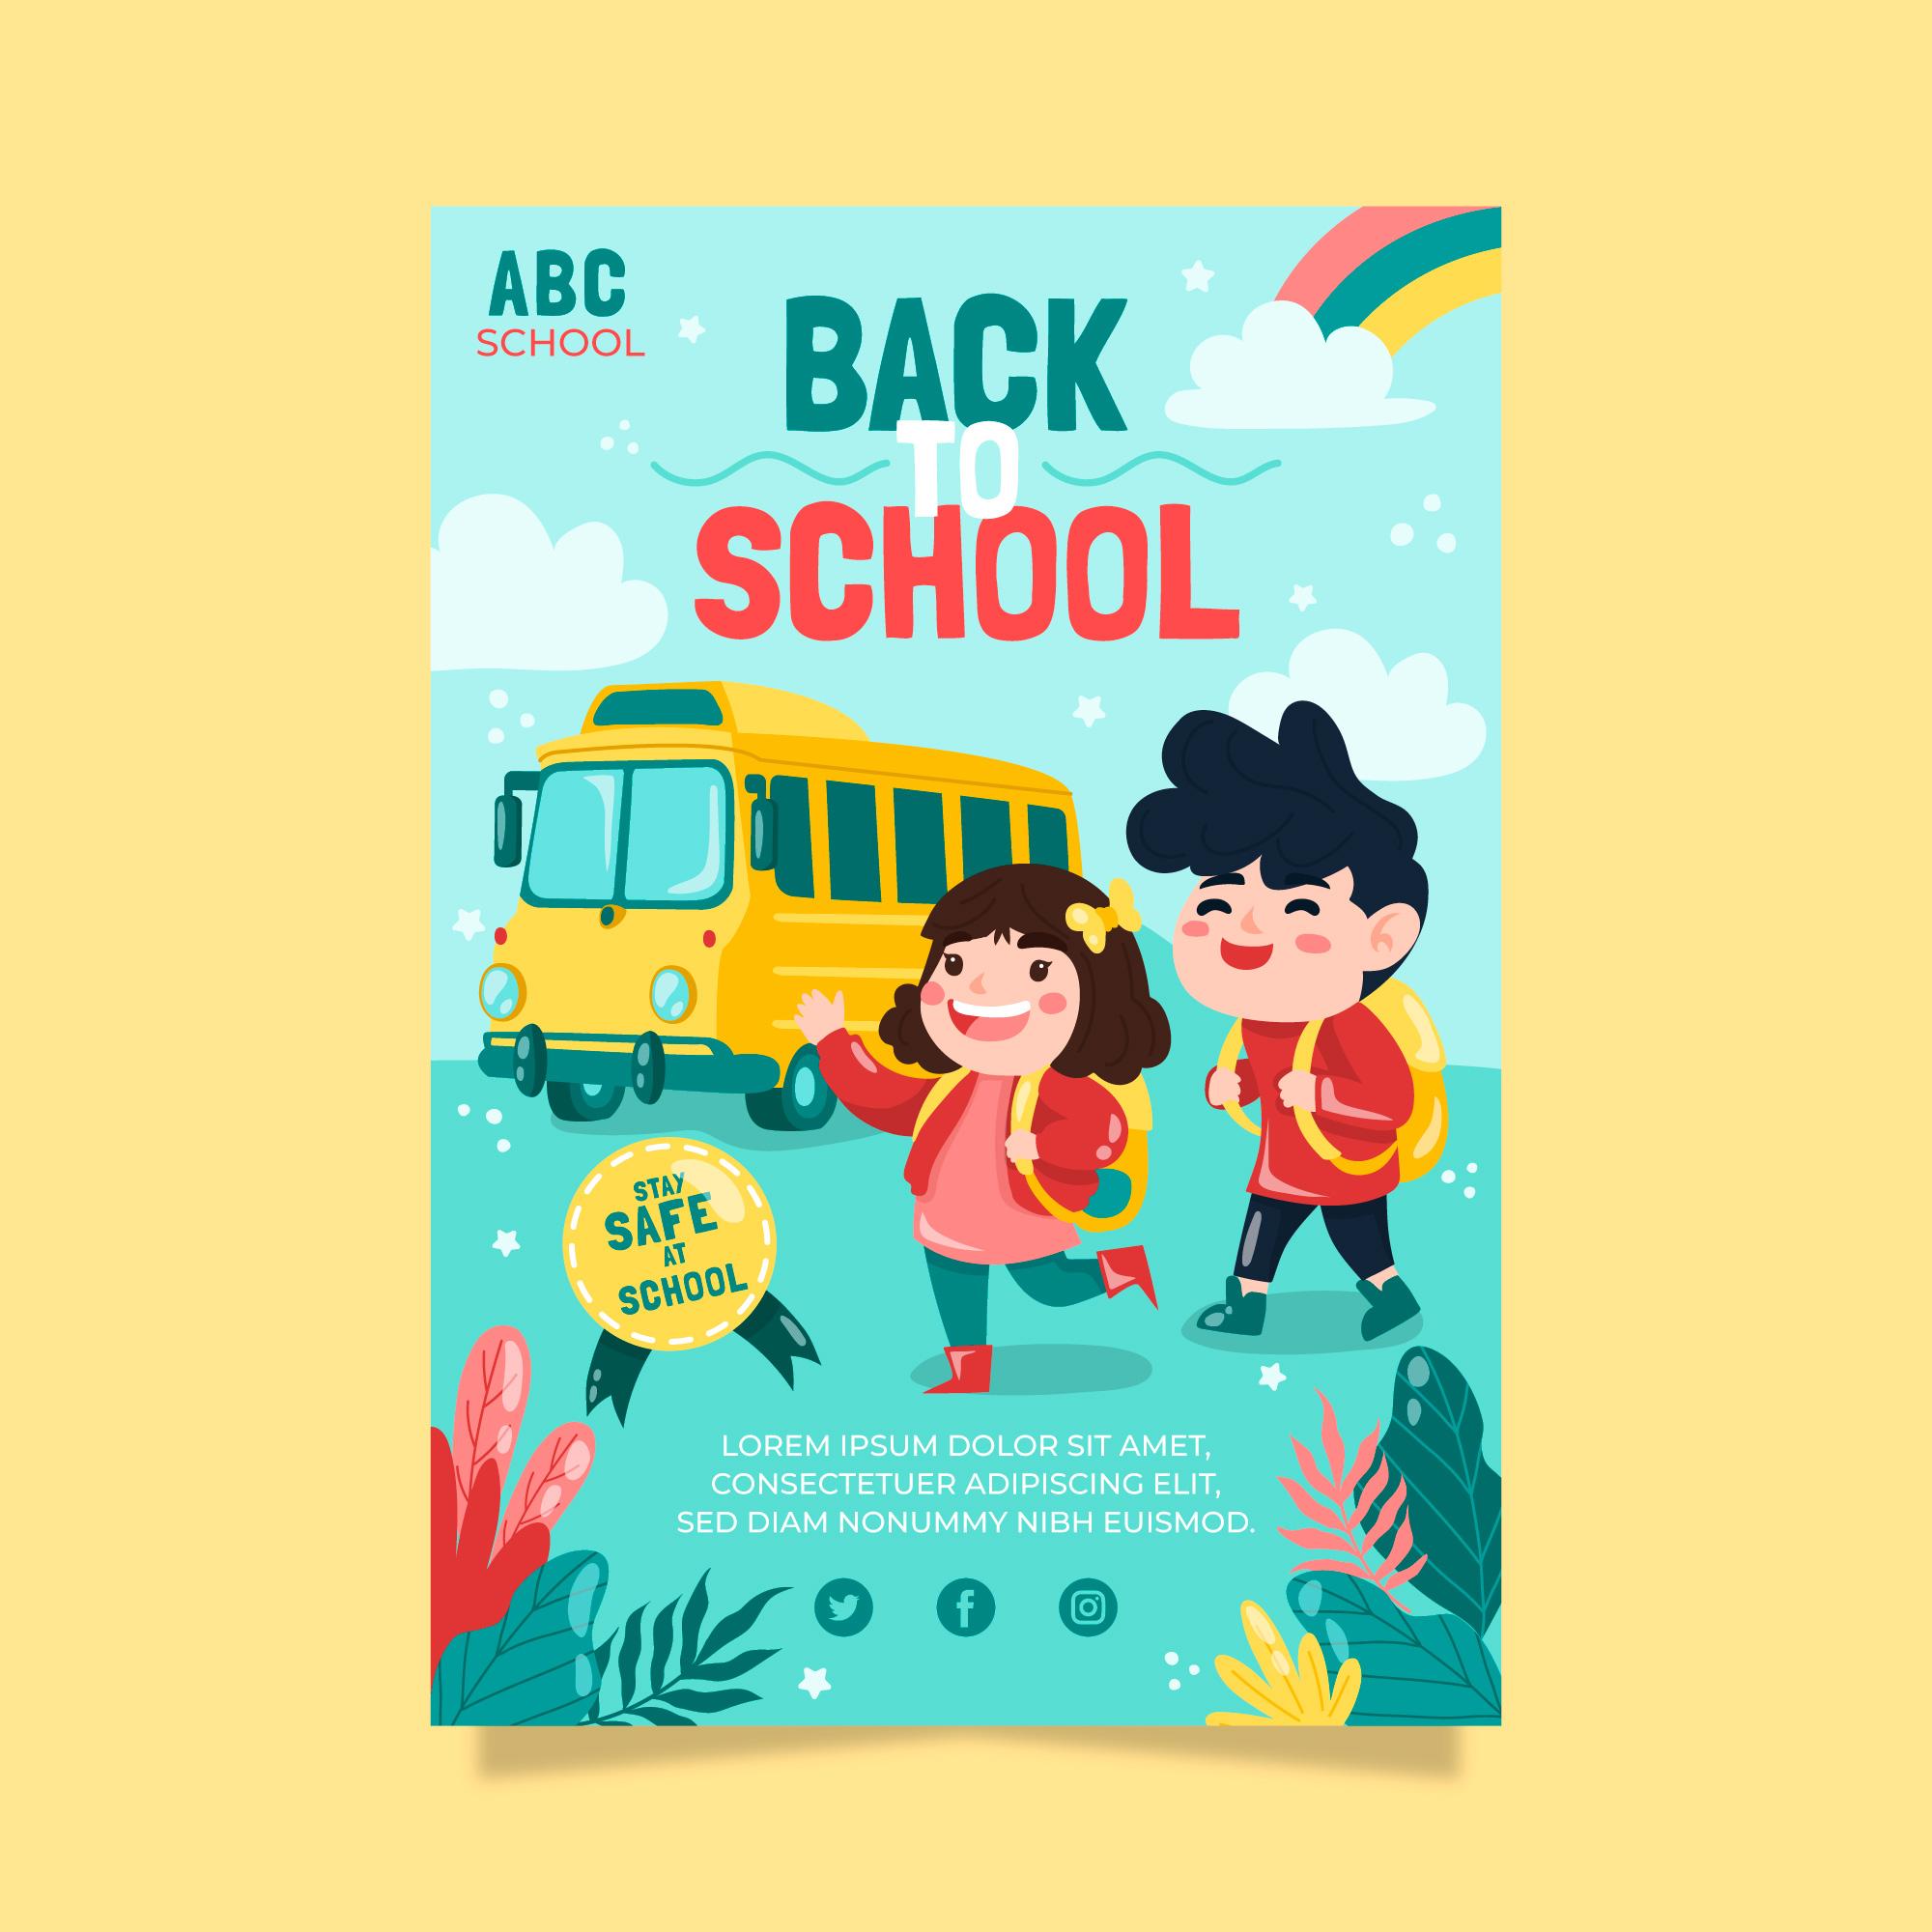 ABC
SCHOOL
BACK
TO
SCHOOL
STAY
SAFE
AT
SCHOOL
LOREM IPSUM DOLOR SIT AMET,
CONSECTETUER ADIPISCING ELIT,
SED DIAM NONUMMY NIBH EUISMOD.